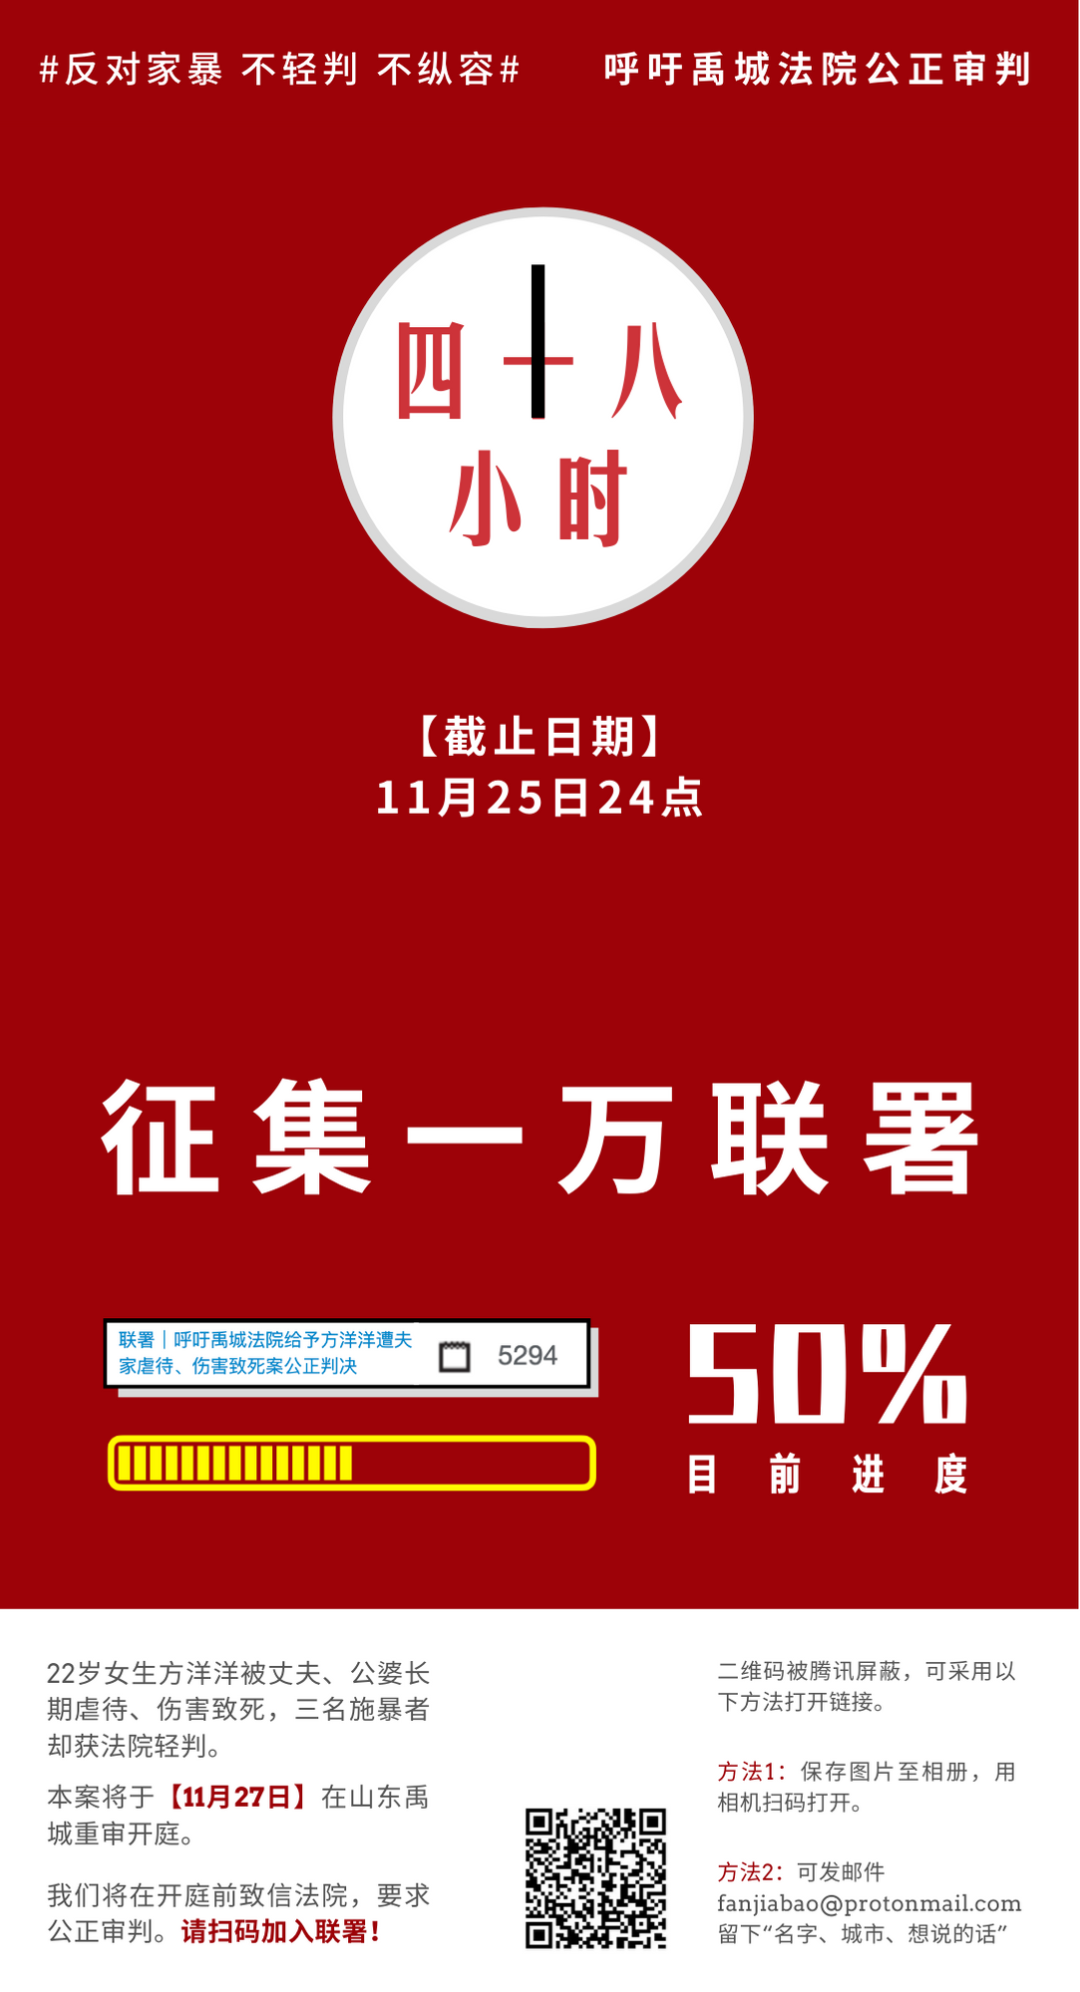 #反对家暴 不轻判 不纵容#
呼吁禹城法院公正审判
四十八
小时
【截止日期】
11月25日24点
征集一万联署
联署｜呼吁禹城法院给予方洋洋遭夫
家虐待、伤害致死案公正判决
5294
50%
目前进度
22岁女生方洋洋被丈夫、公婆长
期虐待、伤害致死，三名施暴者
却获法院轻判。
本案将于【11月27日】在山东禹
城重审开庭。
我们将在开庭前致信法院，要求
公正审判。请扫码加入联署！
二维码被腾讯屏蔽，可采用以
下方法打开链接。
方法1：保存图片至相册，用
相机扫码打开。
方法2：可发邮件
fanjiabao@protonmail.com
留下“名字、城市、想说的话”